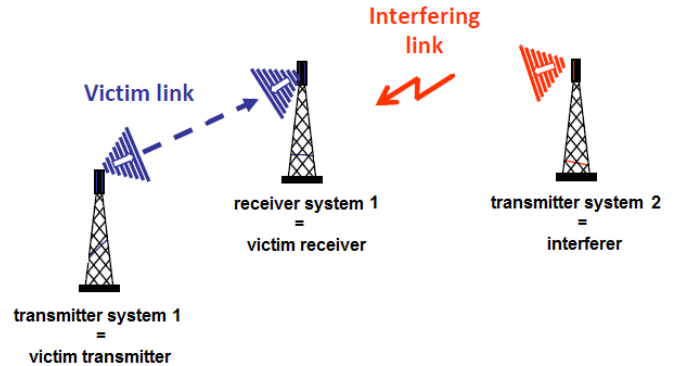 Interfering
link
Victim link
receiver system 1
=
victim receiver
transmitter system 2
=
interferer
transmitter system 1
=
victim transmitter